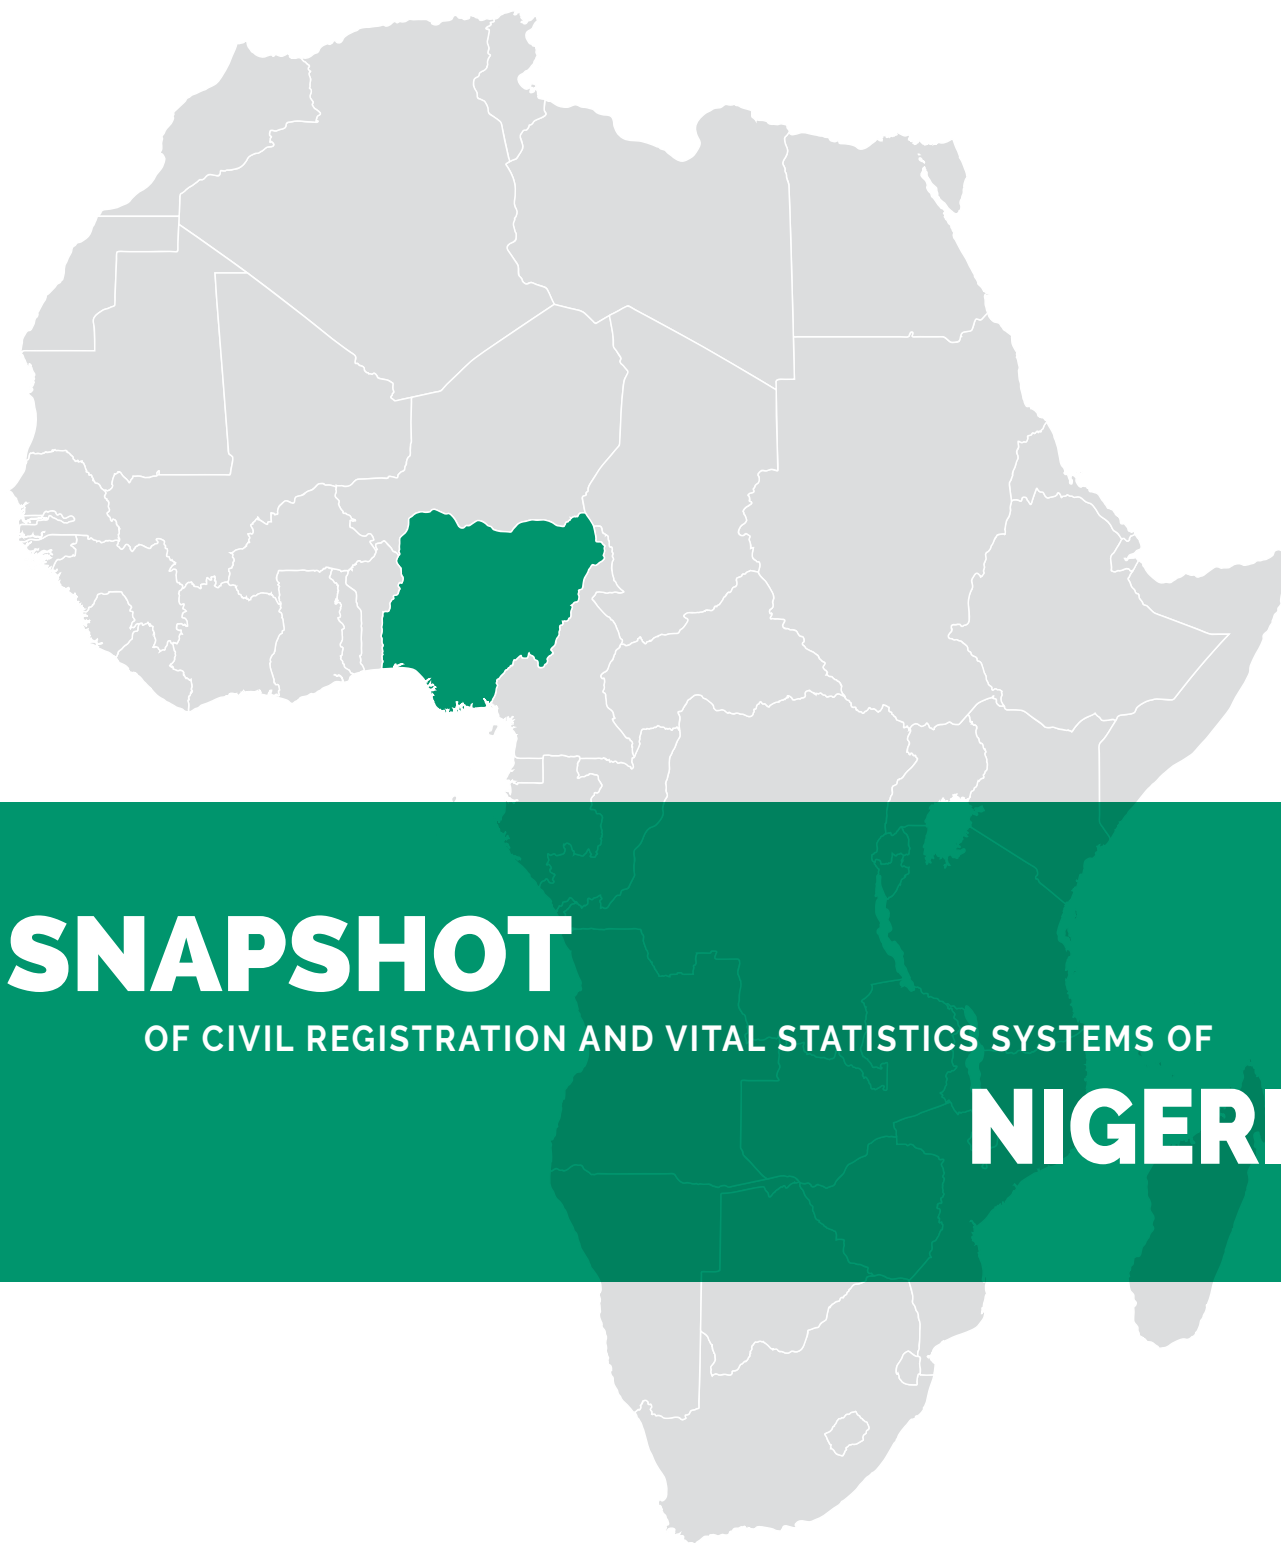 SNAPSHOT
OF CIVIL REGISTRATION AND VITAL STATISTICS SYSTEMS OF
NIGERI